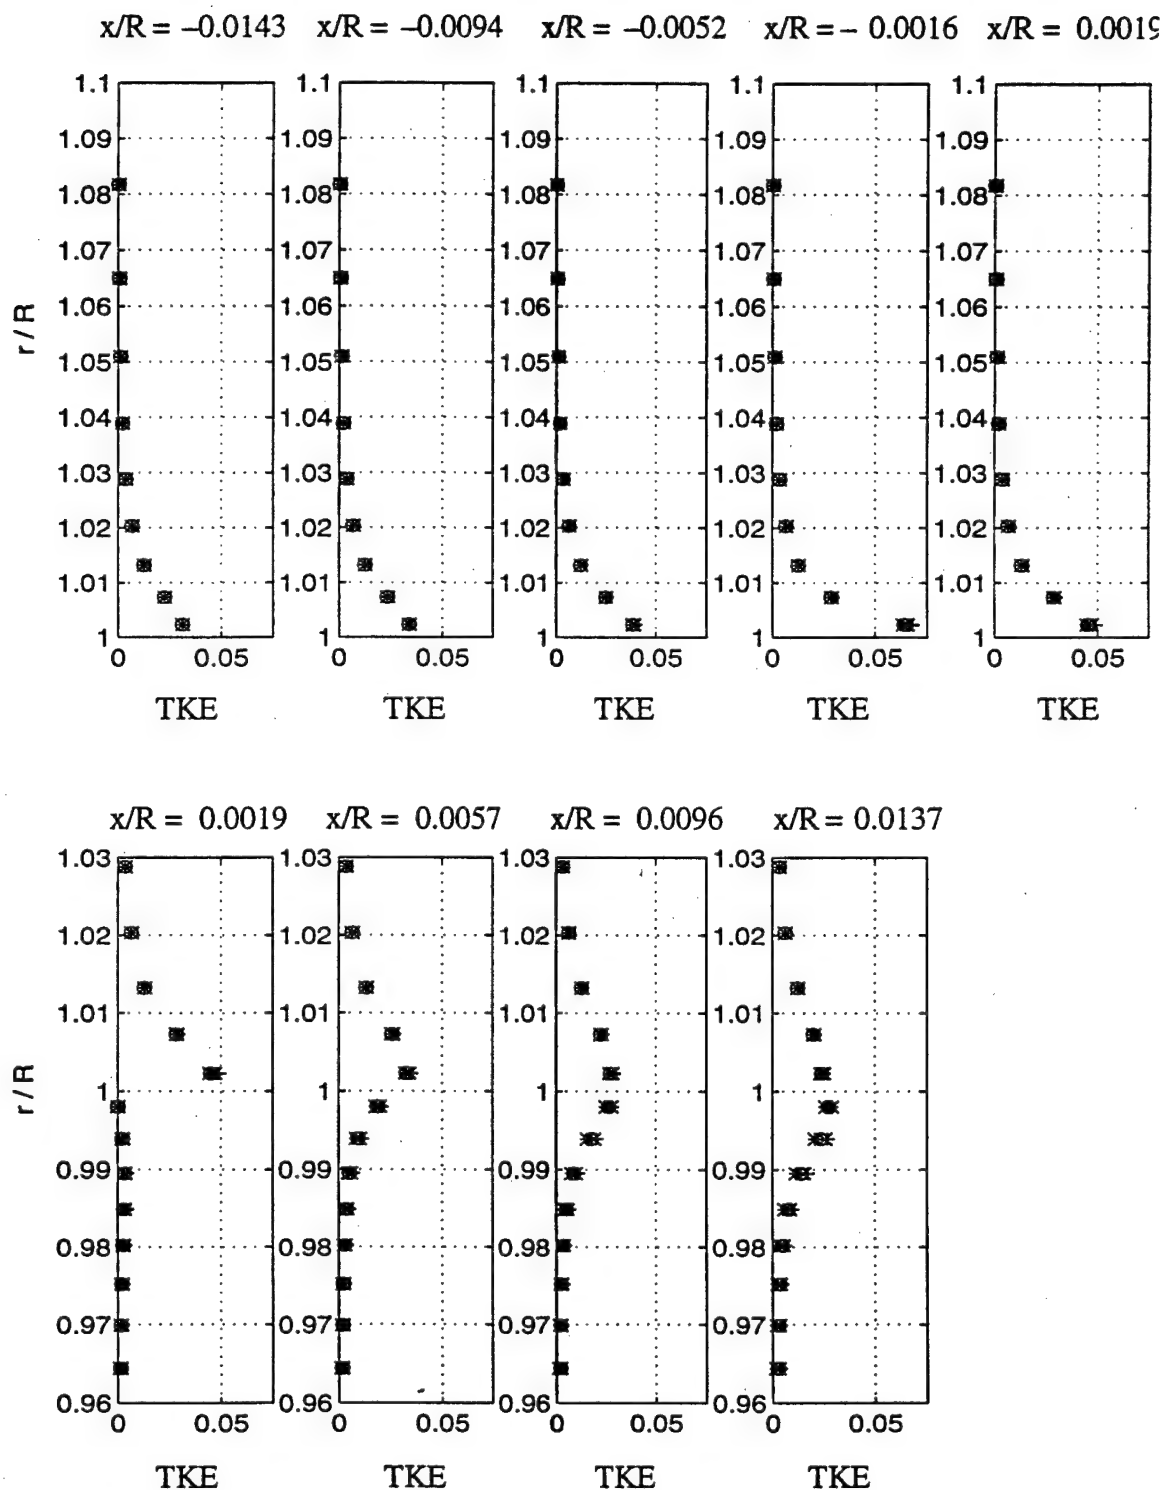 x/R = −0.0143 x/R = −0.0094 x/R = −0.0052 x/R = − 0.0016 x/R = 0.0019
1.1 1.1 1.1 1.1 1.1
1.09 1.09 1.09 1.09 1.09
1.08 1.08 1.08 1.08 1.08
1.07 1.07 1.07 1.07 1.07
1.06 1.06 1.06 1.06 1.06
r / R
1.05 1.05 1.05 1.05 1.05
1.04 1.04 1.04 1.04 1.04
1.03 1.03 1.03 1.03 1.03
1.02 1.02 1.02 1.02 1.02
1.01 1.01 1.01 1.01 1.01
1 1 1 1 1
0 0.05 0 0.05 0 0.05 0 0.05 0 0.05
TKE TKE TKE TKE TKE
x/R = 0.0019 x/R = 0.0057 x/R = 0.0096 x/R = 0.0137
1.03 1.03 1.03 1.03
1.02 1.02 1.02 1.02
1.01 1.01 1.01 1.01
r / R
1 1 1 1
0.99 0.99 0.99 0.99
0.98 0.98 0.98 0.98
0.97 0.97 0.97 0.97
0.96 0.96 0.96 0.96
0 0.05 0 0.05 0 0.05 0 0.05
TKE TKE TKE TKE